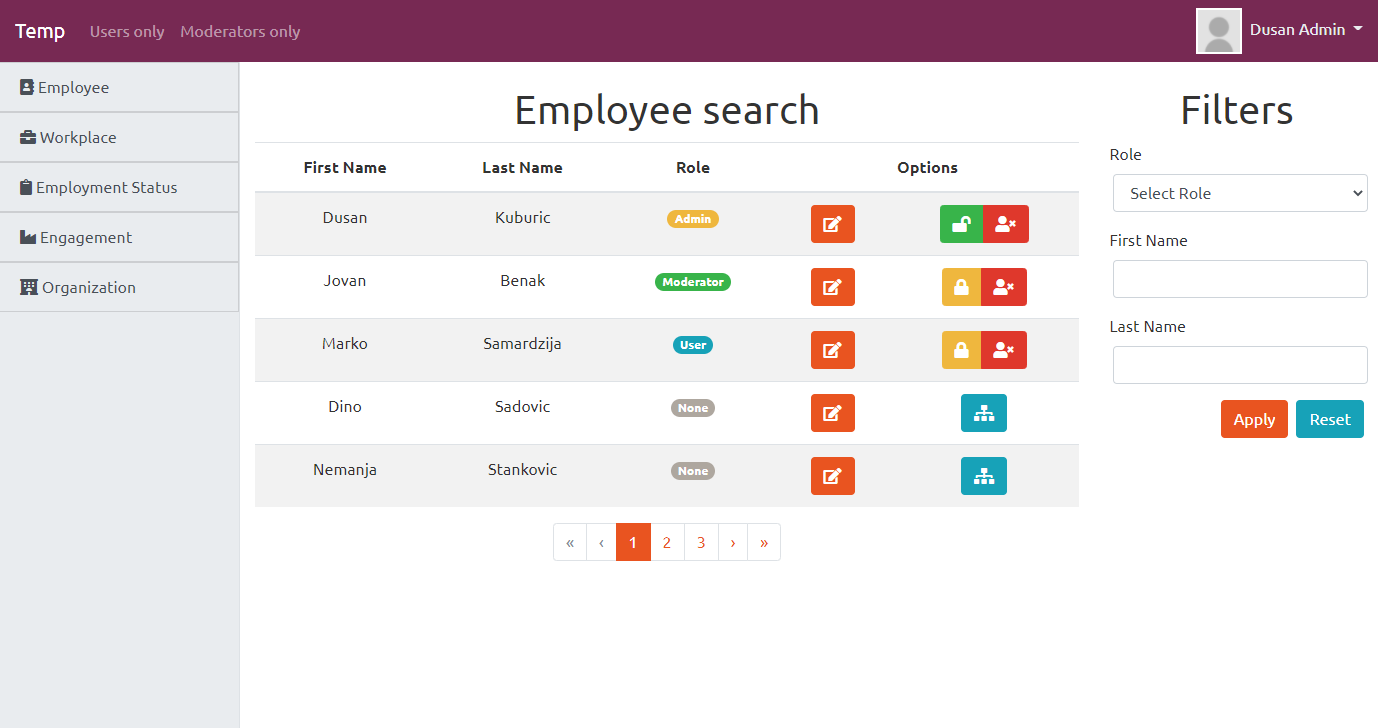 Temp Users only Moderators only Dusan Admin
Employee
Workplace
Employment Status
Engagement
Organization
Employee search
First Name Last Name Role Options
Dusan Kuburic Admin
Jovan Benak Moderator
Marko Samardzija User
Dino Sadovic None
Nemanja Stankovic None
« ‹ 1 2 3 › »
Filters
Role
Select Role
First Name
Last Name
Apply Reset